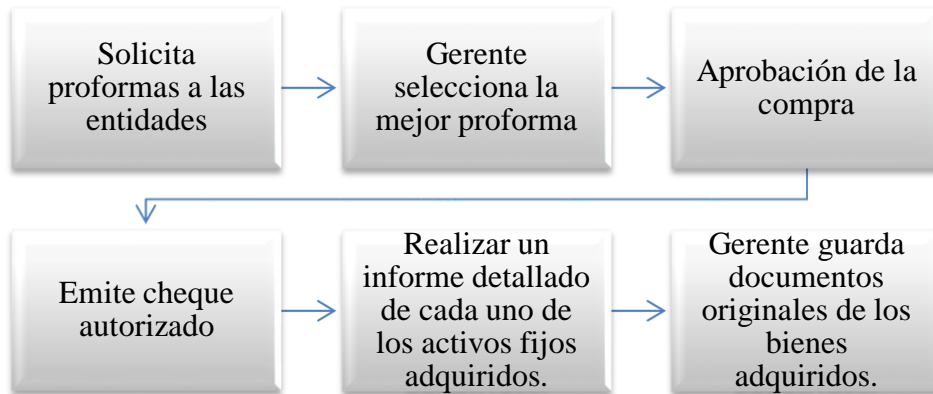 Solicita
proformas a las
entidades
Gerente
selecciona la
mejor proforma
Aprobación de la
compra
Emite cheque
autorizado
Realizar un
informe detallado
de cada uno de
los activos fijos
adquiridos.
Gerente guarda
documentos
originales de los
bienes
adquiridos.